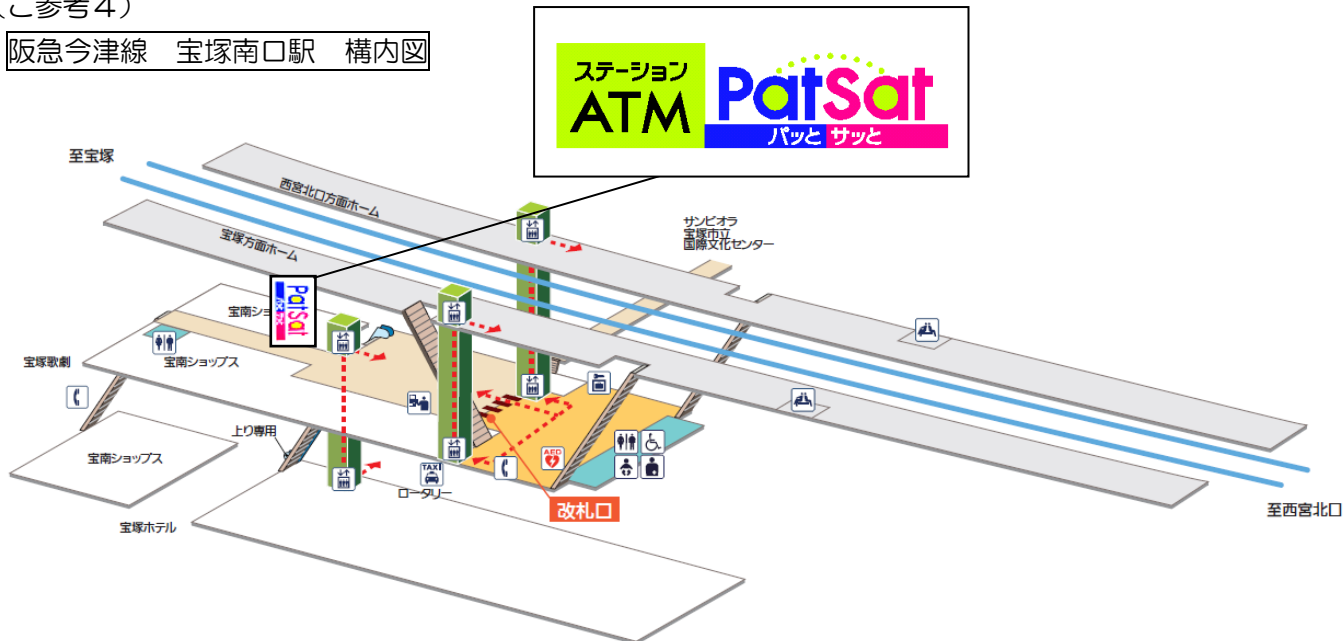 (ご参考4)
阪急今津線 宝塚南口駅 構内図
ステーション
ATM
PatSat
パッと サッと
至宝塚
西宮北口方面ホーム
宝塚方面ホーム
サンビオラ
宝塚市立
国際文化センター
PatSat
パッと サッと
宝南ショ
宝塚歌劇
宝南ショップス
上り専用
宝南ショップス
TAXI
ロータリー
AED
改札口
宝塚ホテル
至西宮北口